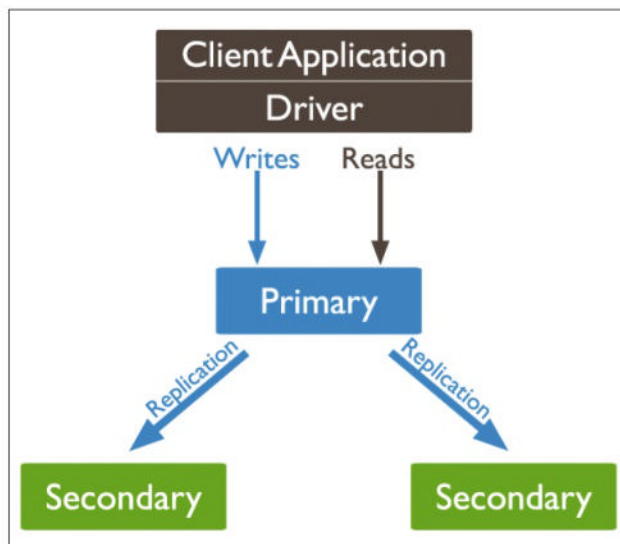 Client Application
Driver
Writes Reads
Primary
Replication Replication
Secondary Secondary